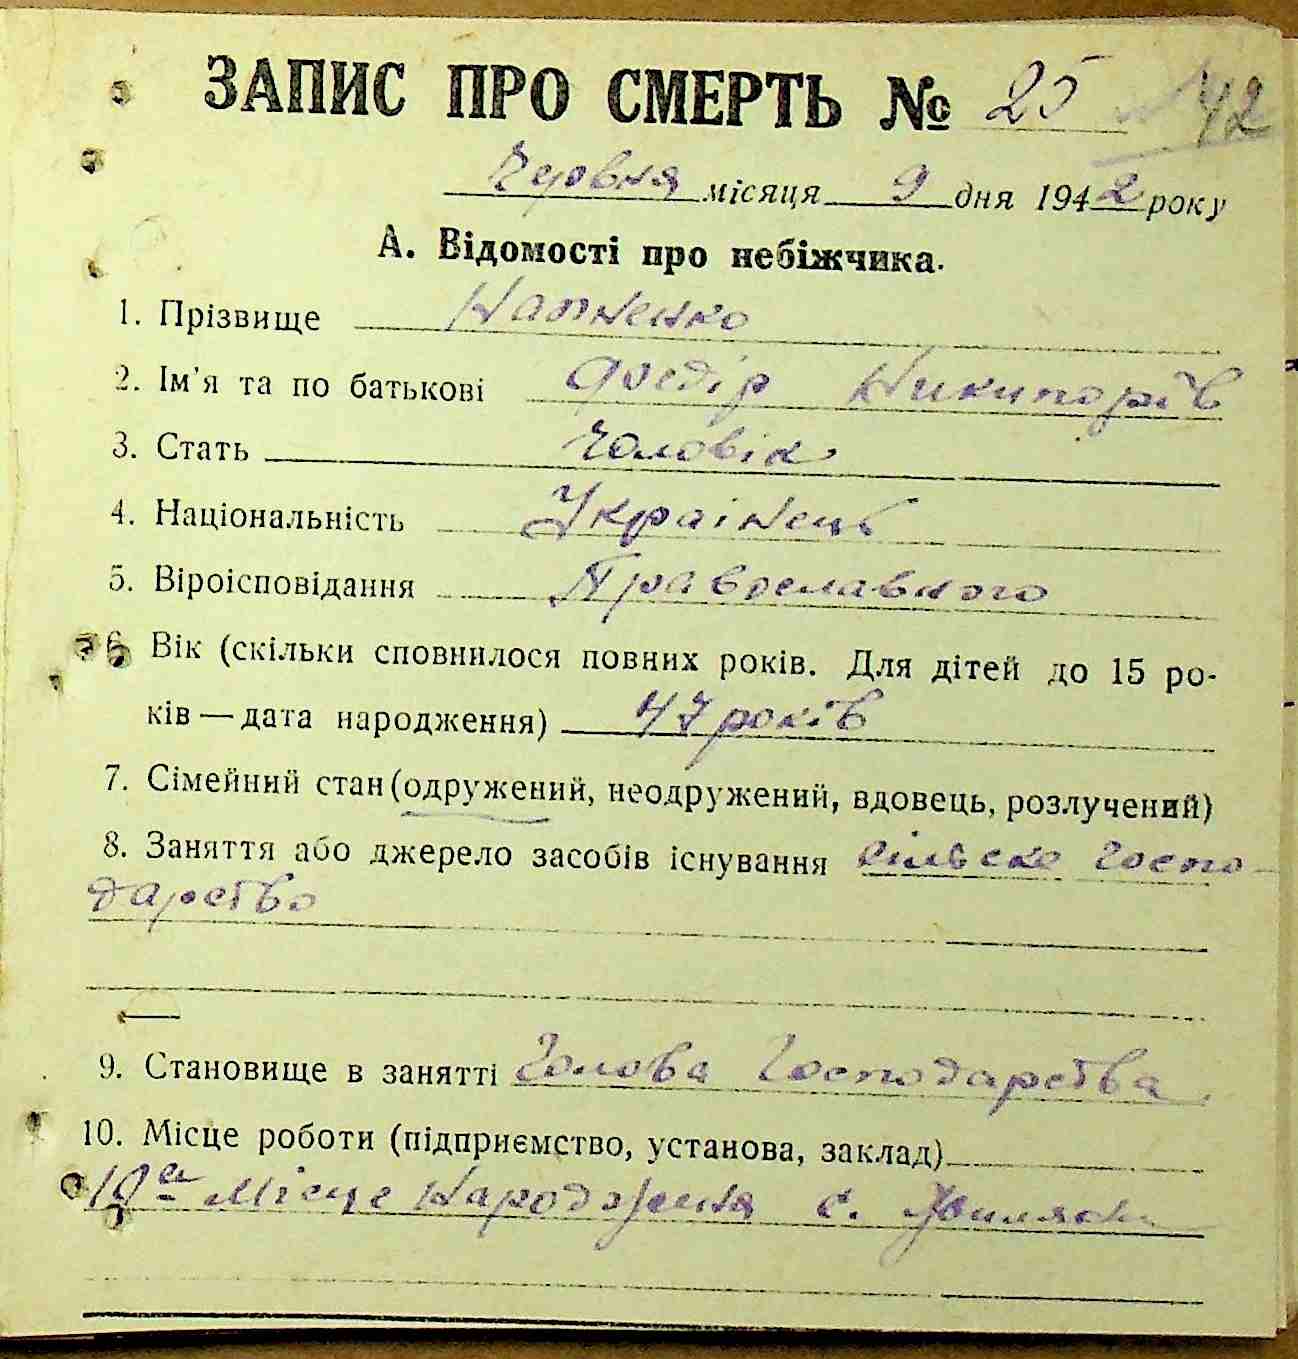 ЗАПИС ПРО СМЕРТЬ № 25 42
Червня місяця 9 дня 1942 року
А. Відомості про небіжчика.
1. Прізвище
2. Ім'я та по батькові Федір Никипорів
3. Стать Чоловік
4. Національність Українець
5. Віроісповідання Православного
6. Вік (скільки сповнилося повних років. Для дітей до 15 ро-
ків — дата народження) 47 років
7. Сімейний стан (одружений, неодружений, вдовець, розлучений)
8. Заняття або джерело засобів існування сільske госпо-
дарство
9. Становище в занятті Голова Господарства
10. Місце роботи (підприємство, установа, заклад)
10а Місце народження с.